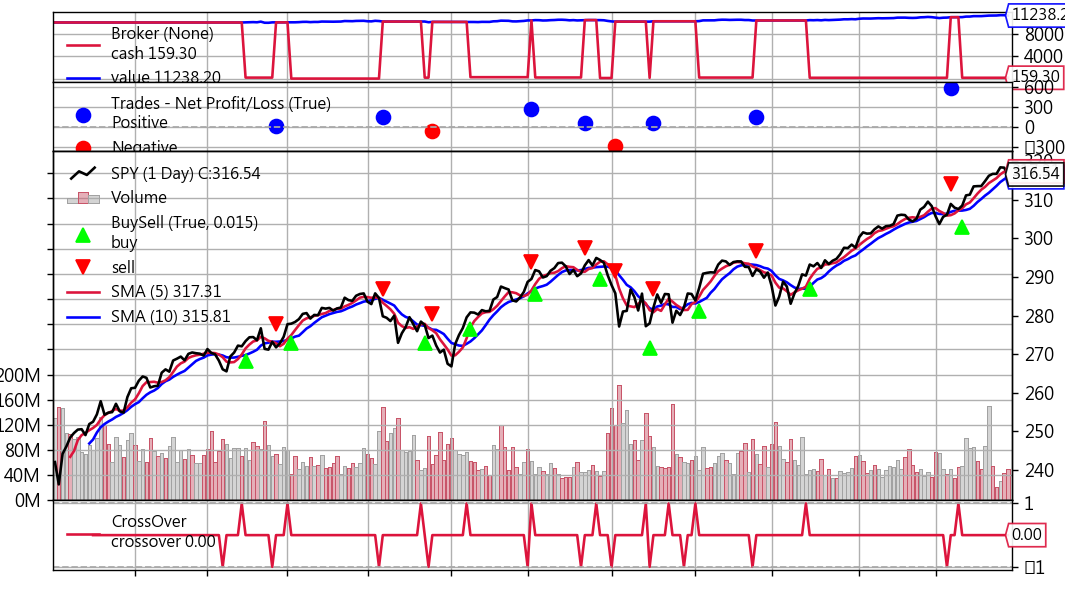 Broker (None)
cash 159.30
value 11238.20
11238.2
8000
4000
159.30
Trades - Net Profit/Loss (True)
Positive
Negative
600
300
0
□300
SPY (1 Day) C:316.54
Volume
BuySell (True, 0.015)
buy
sell
SMA (5) 317.31
SMA (10) 315.81
320
316.54
310
300
290
280
270
260
250
240
200M
160M
120M
80M
40M
0M
CrossOver
crossover 0.00
1
0.00
□1